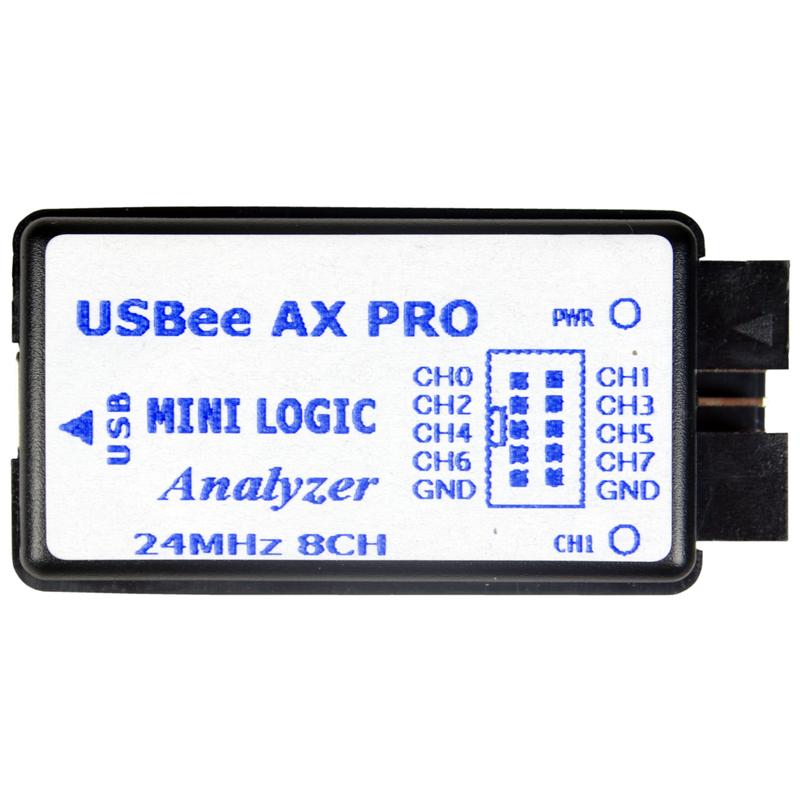 USBee AX PRO
PWR
USB
MINI LOGIC
Analyzer
24MHz 8CH
CH0 CH1
CH2 CH3
CH4 CH5
CH6 CH7
GND GND
CH1